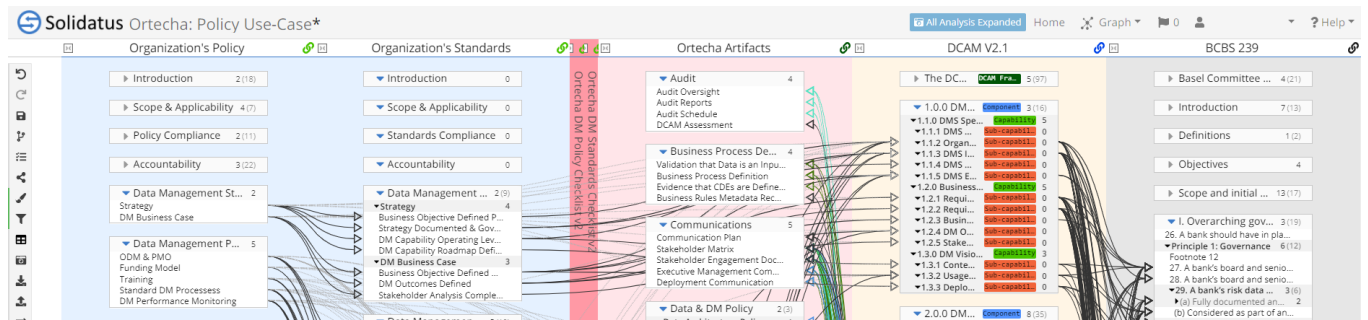 Solidatus Ortecha: Policy Use-Case*
All Analysis Expanded Home Graph 0 ? Help
Organization's Policy
Introduction 2 (18)
Scope & Applicability 4 (7)
Policy Compliance 2 (11)
Accountability 3 (22)
Data Management St... 2
Strategy
DM Business Case
Data Management P... 5
ODM & PMO
Funding Model
Training
Standard DM Processess
DM Performance Monitoring
Organization's Standards
Introduction 0
Scope & Applicability 0
Standards Compliance 0
Accountability 0
Data Management ... 2 (9)
Strategy 4
Business Objective Defined P...
Strategy Documented & Gov...
DM Capability Operating Lev...
DM Capability Roadmap Defi...
DM Business Case 3
Business Objective Defined ...
DM Outcomes Defined
Stakeholder Analysis Comple...
Ortecha DM Policy Checklist v2
Ortecha DM Standards Checklist v2
Ortecha Artifacts
Audit 4
Audit Oversight
Audit Reports
Audit Schedule
DCAM Assessment
Business Process De... 4
Validation that Data is an Inpu...
Business Process Definition
Evidence that CDEs are Define...
Business Rules Metadata Rec...
Communications 5
Communication Plan
Stakeholder Matrix
Stakeholder Engagement Doc...
Executive Management Com...
Deployment Communication
Data & DM Policy 2 (3)
DCAM V2.1
The DC... DCAM Fra... 5 (97)
1.0.0 DM... Component 3 (16)
1.1.0 DMS Spe... Capability 5
1.1.1 DMS ... Sub-capabil... 0
1.1.2 Organ... Sub-capabil... 0
1.1.3 DMS I... Sub-capabil... 0
1.1.4 DMS ... Sub-capabil... 0
1.1.5 DMS E... Sub-capabil... 0
1.2.0 Business... Capability 5
1.2.1 Requi... Sub-capabil... 0
1.2.2 Requi... Sub-capabil... 0
1.2.3 Busin... Sub-capabil... 0
1.2.4 DM O... Sub-capabil... 0
1.2.5 Stake... Sub-capabil... 0
1.3.0 DM Visio... Capability 3
1.3.1 Conte... Sub-capabil... 0
1.3.2 Usage... Sub-capabil... 0
1.3.3 Deplo... Sub-capabil... 0
2.0.0 DM... Component 8 (35)
BCBS 239
Basel Committee ... 4 (21)
Introduction 7 (13)
Definitions 1 (2)
Objectives 4
Scope and initial ... 13 (17)
I. Overarching gov... 3 (19)
26. A bank should have in pla...
Principle 1: Governance 6 (12)
Footnote 12
27. A bank's board and senio...
28. A bank's board and senio...
29. A bank's risk data ... 3 (6)
(a) Fully documented an... 2
(b) Considered as part of an...